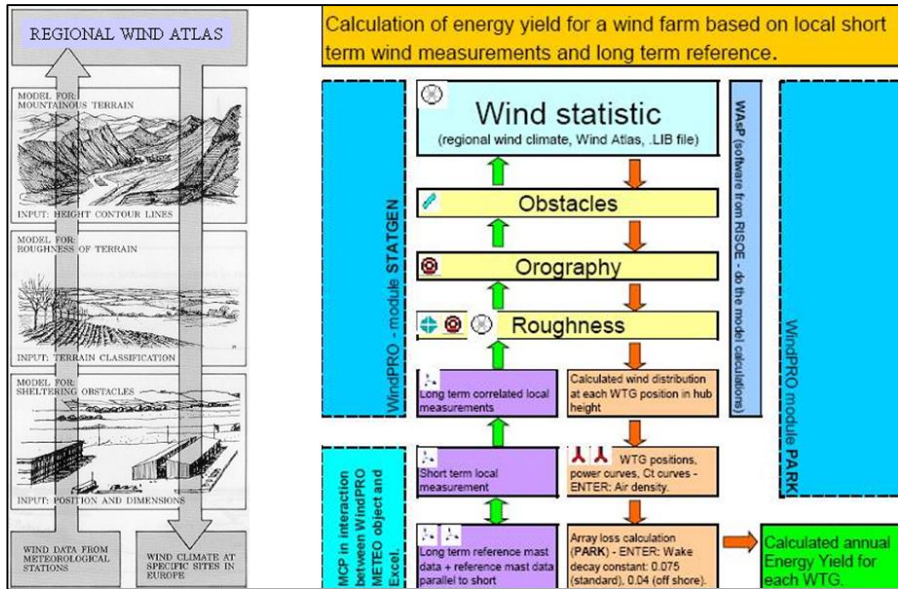 REGIONAL WIND ATLAS
MODEL FOR:
MOUNTAINOUS TERRAIN
INPUT: HEIGHT CONTOUR LINES
MODEL FOR:
ROUGHNESS OF TERRAIN
INPUT: TERRAIN CLASSIFICATION
MODEL FOR:
SHELTERING OBSTACLES
INPUT: POSITION AND DIMENSIONS
WIND DATA FROM
METEOROLOGICAL
STATIONS
WIND CLIMATE AT
SPECIFIC SITES IN
EUROPE
Calculation of energy yield for a wind farm based on local short
term wind measurements and long term reference.
WindPRO - module STATGEN
MCP in interaction
between WindPRO
METEO object and
Excel.
Wind statistic
(regional wind climate, Wind Atlas, .LIB file)
Obstacles
Orography
Roughness
Long term correlated local
measurements
Calculated wind distribution
at each WTG position in hub
height
Short term local
measurement
WTG positions,
power curves, Ct curves -
ENTER: Air density.
Long term reference mast
data + reference mast data
parallel to short
Array loss calculation
(PARK) - ENTER: Wake
decay constant: 0.075
(standard), 0.04 (off shore).
WAsP (software from RISOE - do the model calculations)
WindPRO module PARK
Calculated annual
Energy Yield for
each WTG.